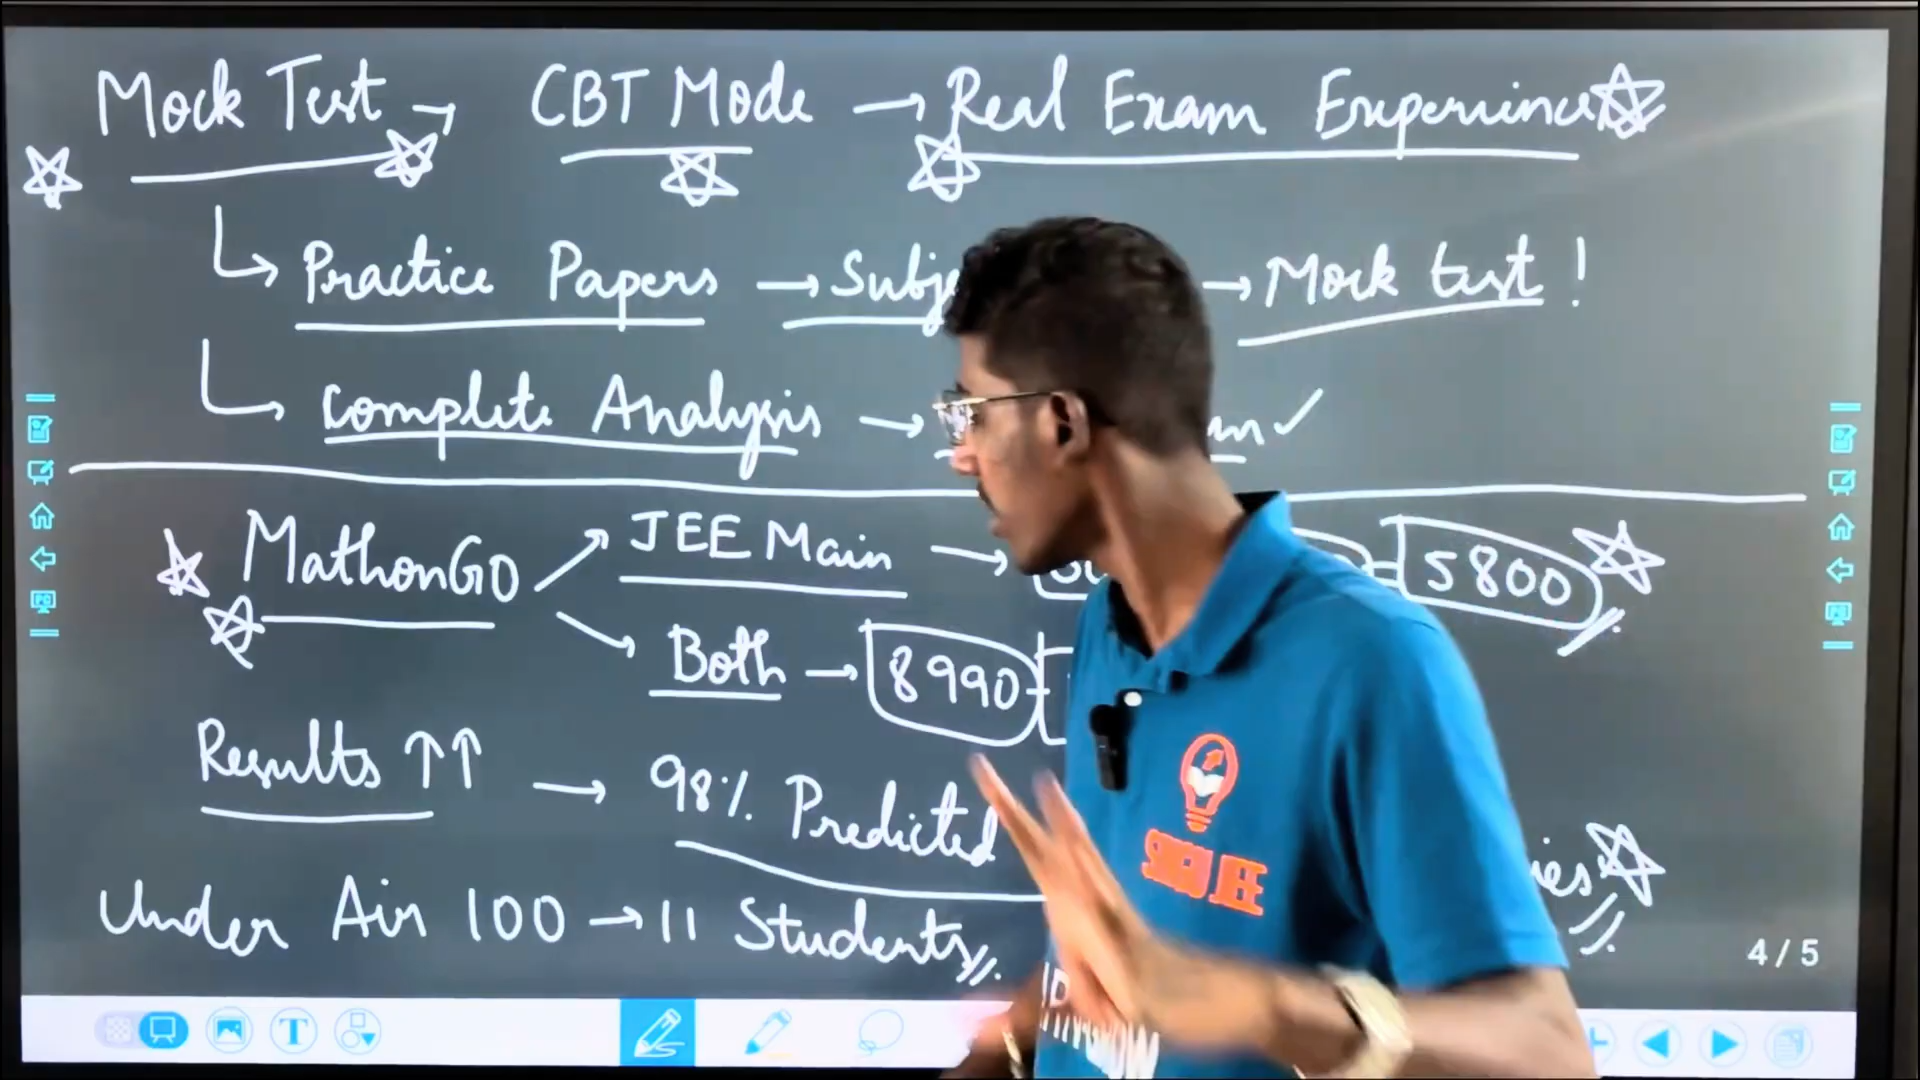 Mock Test → CBT Mode → Real Exam Experience
Practice Papers → → Mock test !
Complete Analysis →
MathonGO → JEE Main → 5800
Both → 8990
Results ↑↑ → 98% Predicted
Under Air 100 → 11 Students
4 / 5
JEE